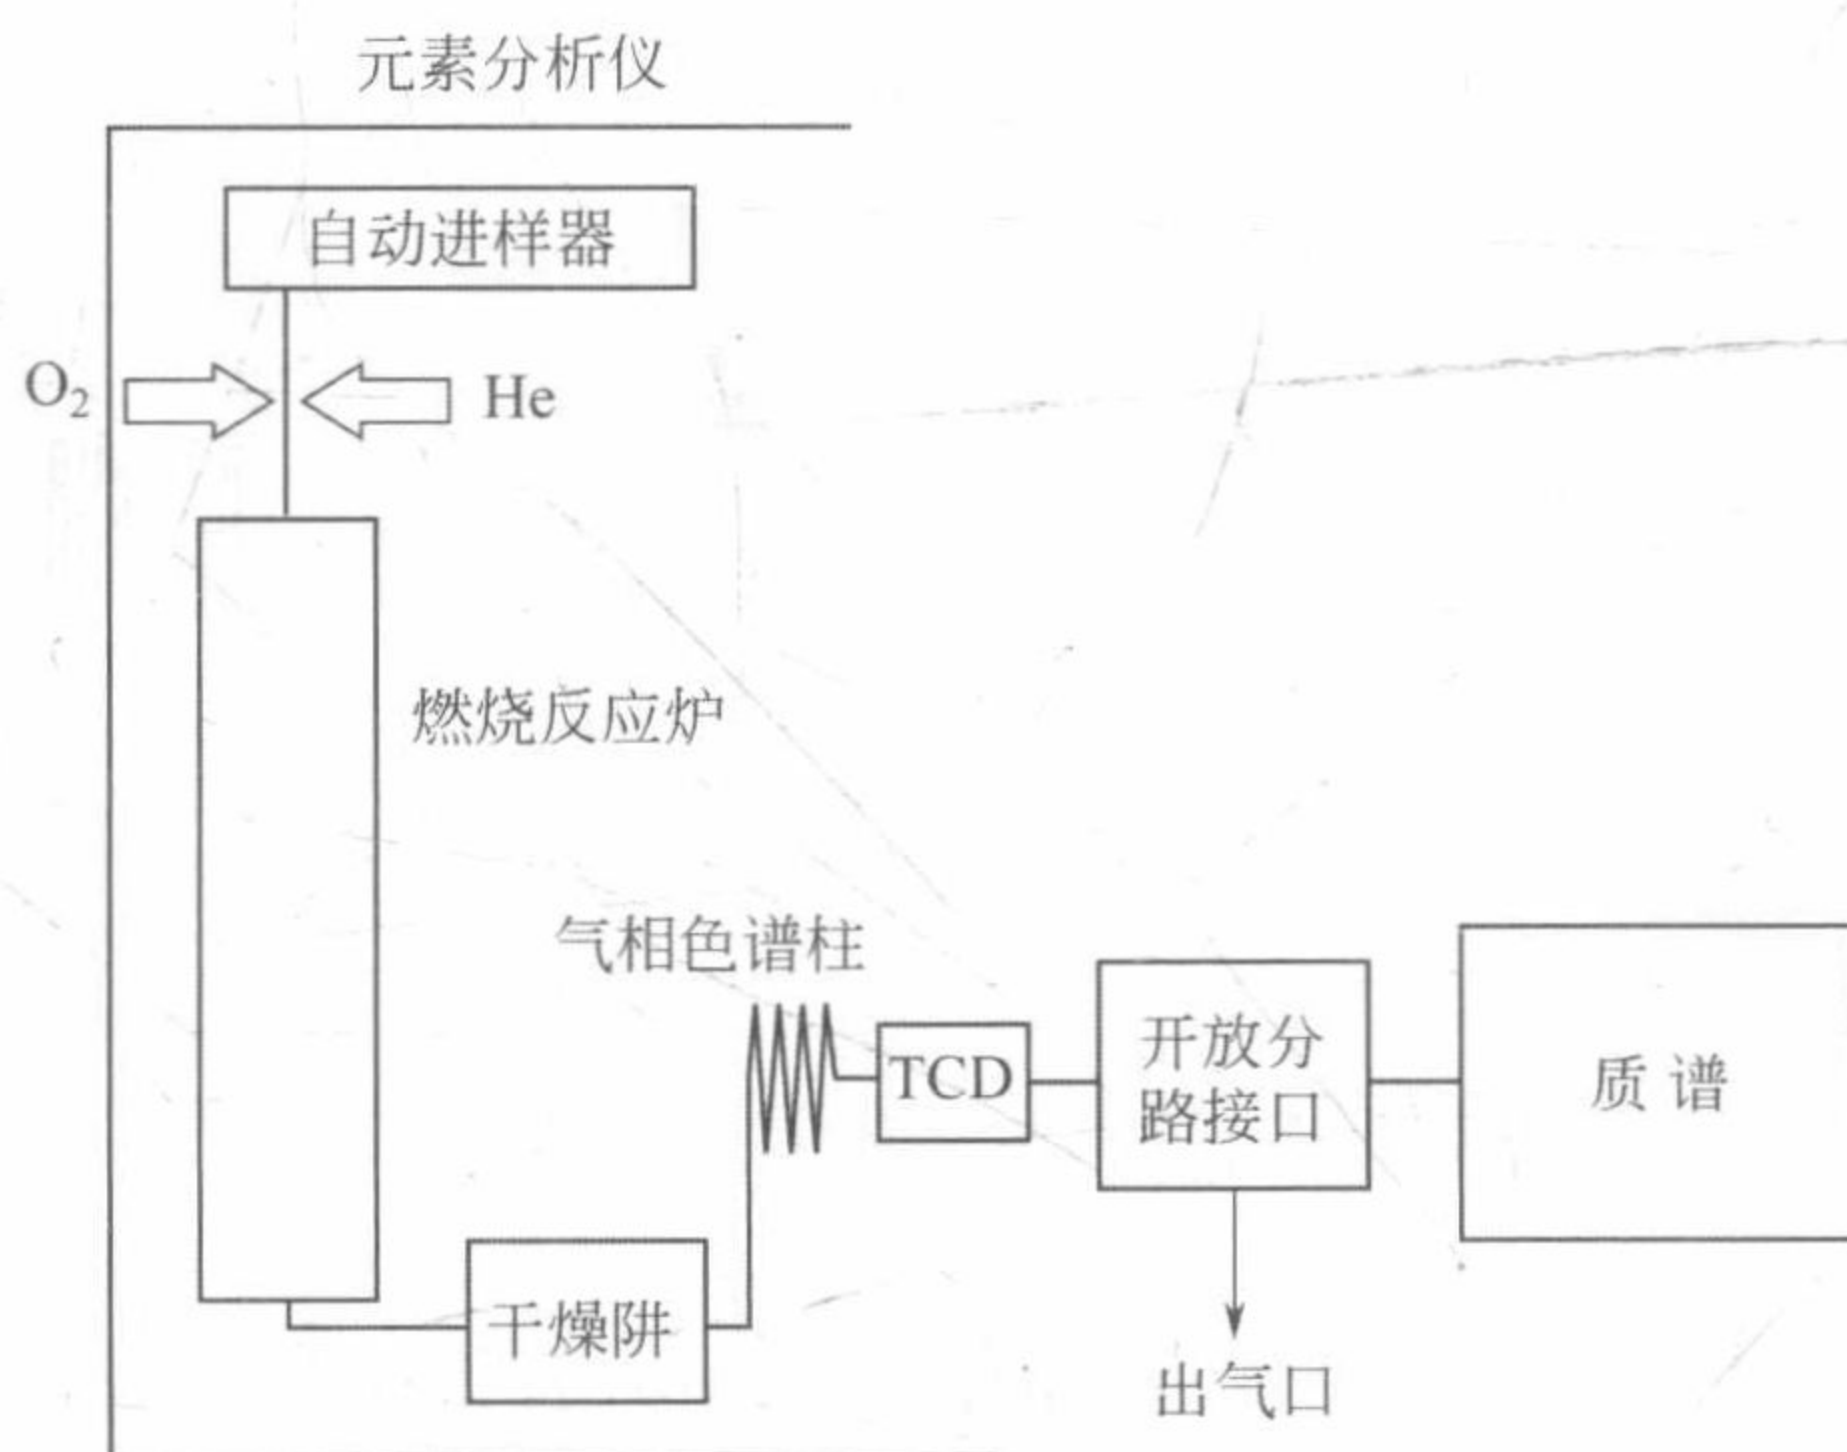 元素分析仪
自动进样器
O₂
He
燃烧反应炉
气相色谱柱
TCD
开放分
路接口
质谱
干燥阱
出气口